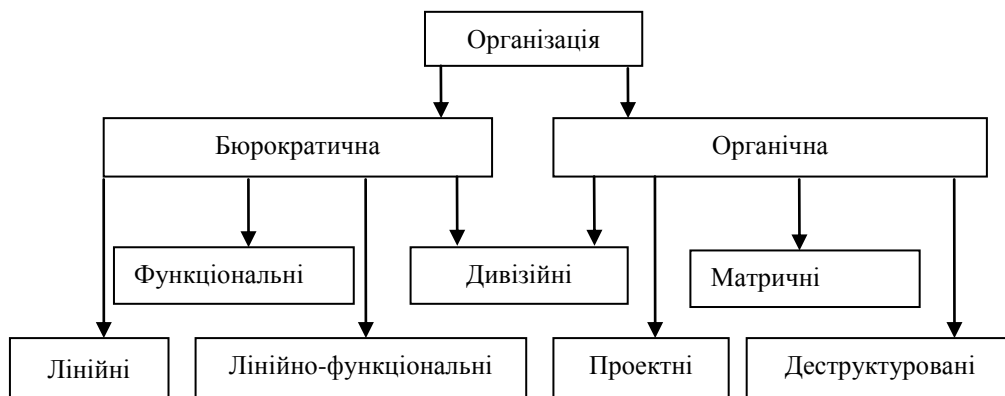 Організація
Бюрократична
Органічна
Функціональні
Дивізійні
Матричні
Лінійні
Лінійно-функціональні
Проектні
Деструктуровані